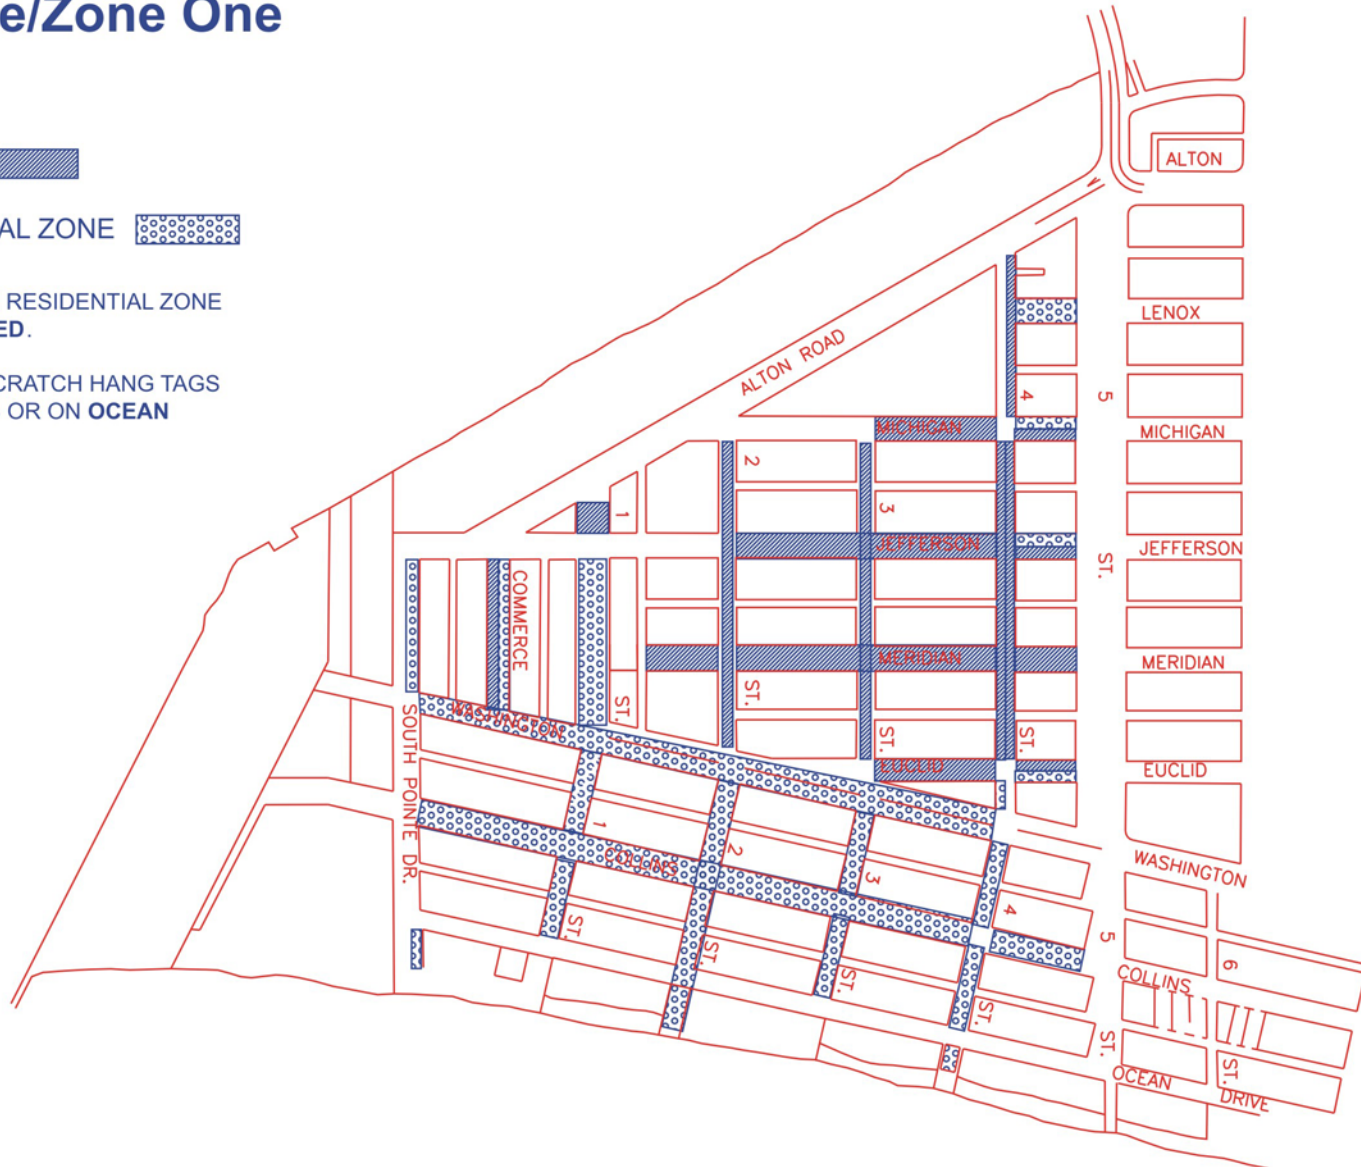 e/Zone One
AL ZONE
RESIDENTIAL ZONE
ED.
CRATCH HANG TAGS
OR ON OCEAN
ALTON
LENOX
ALTON ROAD
4
5
MICHIGAN
MICHIGAN
2
3
1
JEFFERSON
JEFFERSON
ST.
COMMERCE
MERIDIAN
MERIDIAN
ST.
ST.
WASHINGTON
ST.
ST.
EUCLID
EUCLID
SOUTH POINTE DR.
1
COLLINS
2
3
4
WASHINGTON
ST.
ST.
ST.
ST.
5
6
COLLINS
ST.
ST.
OCEAN
DRIVE